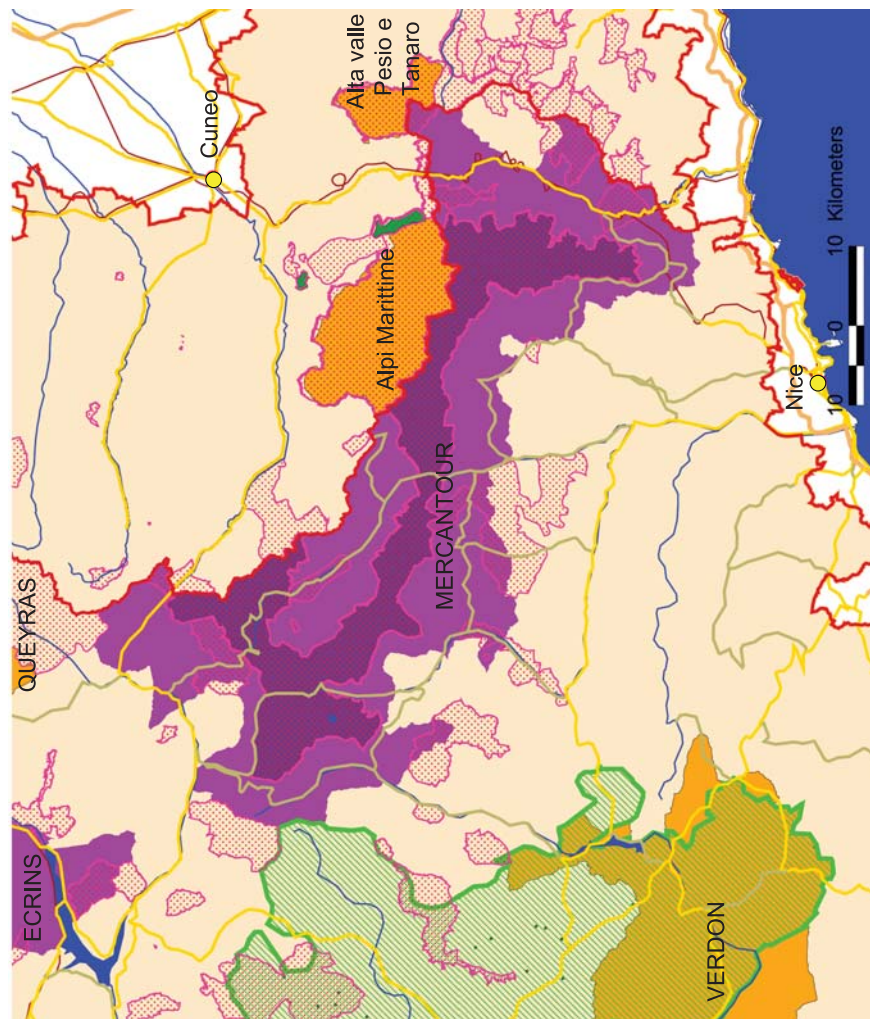 ECRINS
QUEYRAS
Cuneo
Alta valle
Pesio e
Tanaro
Alpi Marittime
MERCANTOUR
VERDON
Nice
10 0 10 Kilometers